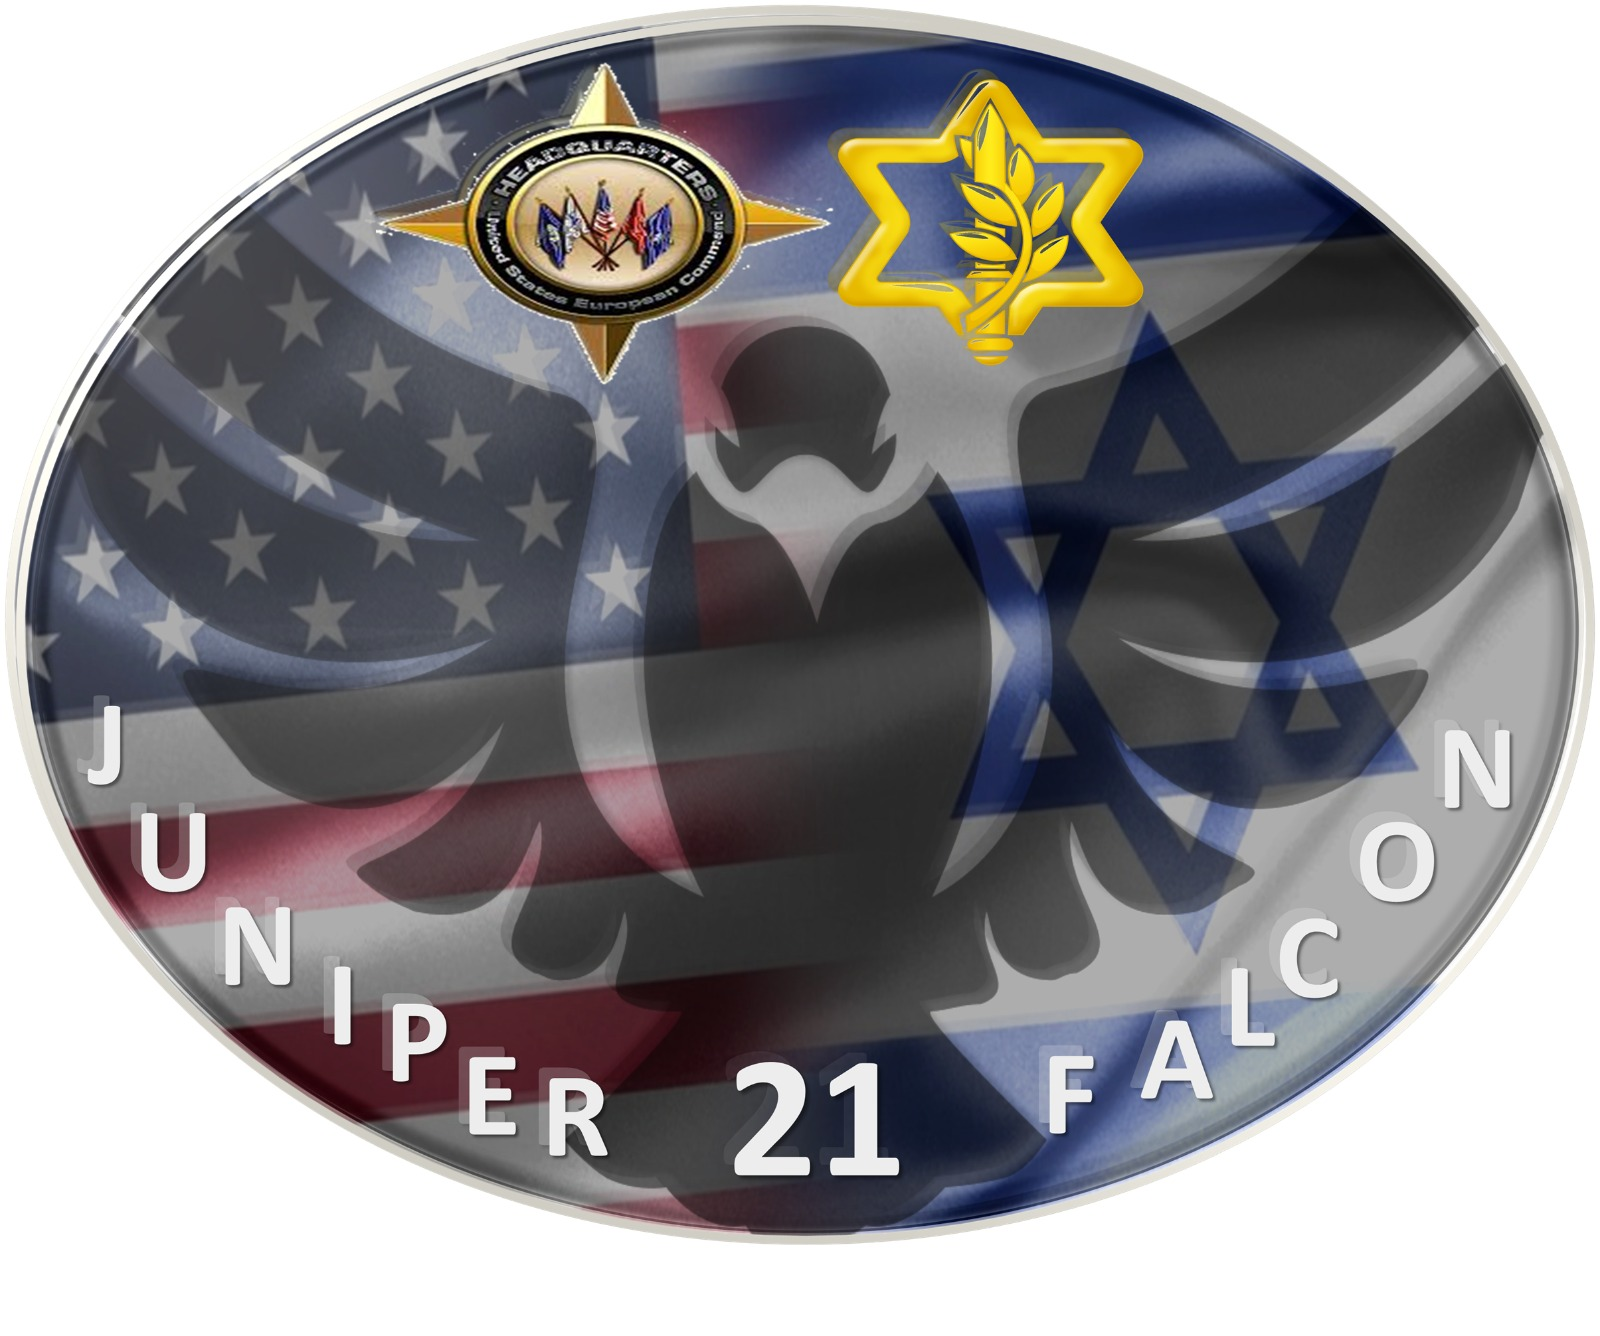 HEADQUARTERS
United States European Command
JUNIPER 21 FALCON